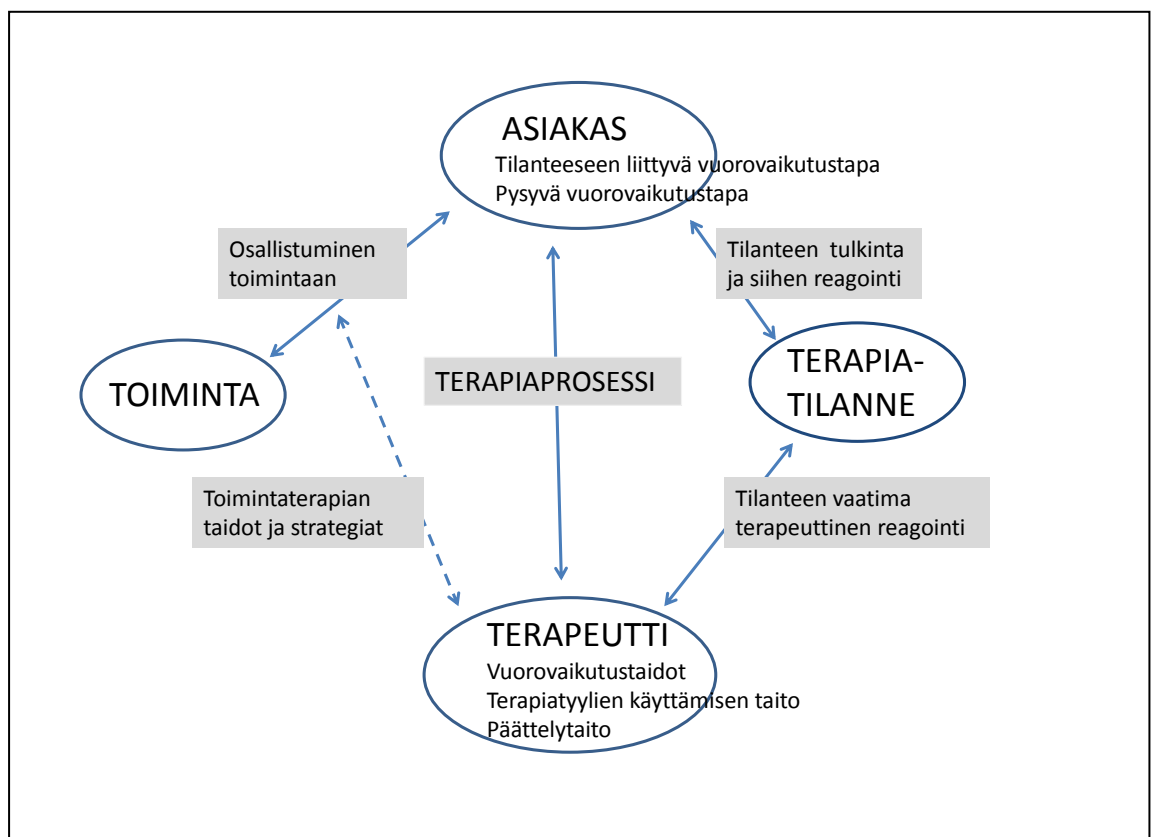 ASIAKAS
Tilanteeseen liittyvä vuorovaikutustapa
Pysyvä vuorovaikutustapa
Osallistuminen
toimintaan
Tilanteen tulkinta
ja siihen reagointi
TOIMINTA
TERAPIAPROSESSI
TERAPIA-
TILANNE
Toimintaterapian
taidot ja strategiat
Tilanteen vaatima
terapeuttinen reagointi
TERAPEUTTI
Vuorovaikutustaidot
Terapiatyylien käyttämisen taito
Päättelytaito